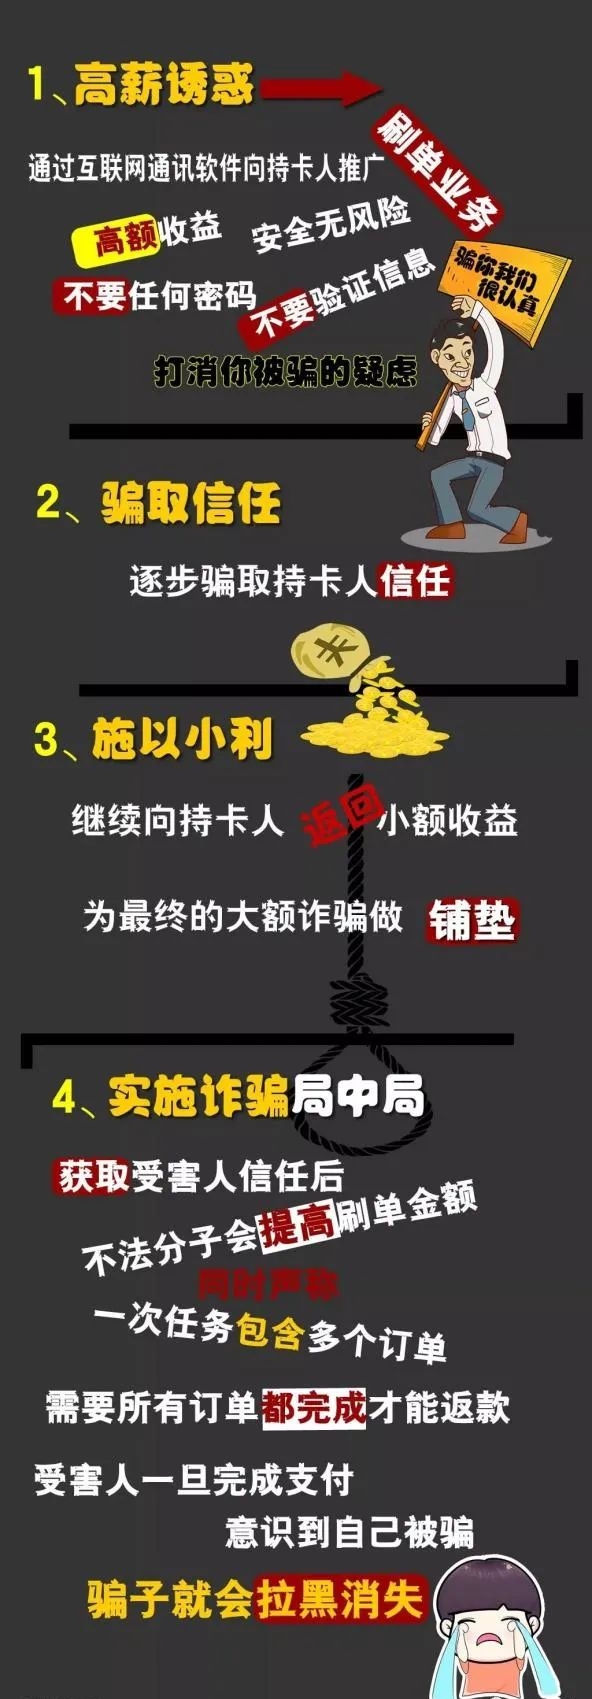 1、高薪诱惑
刷单业务
通过互联网通讯软件向持卡人推广
高额收益
安全无风险
不要任何密码
不要验证信息
骗你我们
很认真
打消你被骗的疑虑
2、骗取信任
逐步骗取持卡人信任
3、施以小利
继续向持卡人 返回 小额收益
为最终的大额诈骗做 铺垫
4、实施诈骗局中局
获取受害人信任后
不法分子会提高刷单金额
同时声称
一次任务包含多个订单
需要所有订单都完成才能返款
受害人一旦完成支付
意识到自己被骗
骗子就会拉黑消失